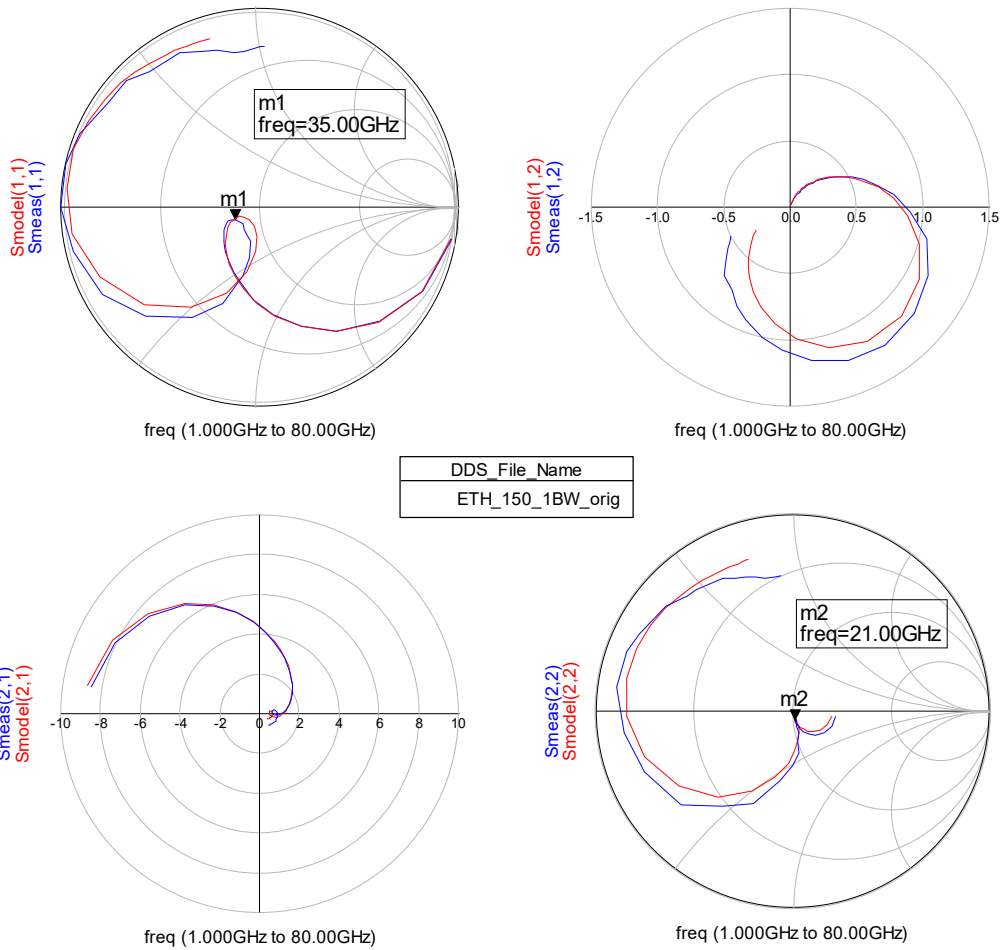 m1
freq=35.00GHz
m1
Smodel(1,1)
Smeas(1,1)
freq (1.000GHz to 80.00GHz)
Smodel(1,2)
Smeas(1,2)
-1.5 -1.0 -0.5 0.0 0.5 1.0 1.5
freq (1.000GHz to 80.00GHz)
DDS_File_Name
ETH_150_1BW_orig
Smeas(2,1)
Smodel(2,1)
-10 -8 -6 -4 -2 0 2 4 6 8 10
freq (1.000GHz to 80.00GHz)
m2
freq=21.00GHz
m2
Smeas(2,2)
Smodel(2,2)
freq (1.000GHz to 80.00GHz)